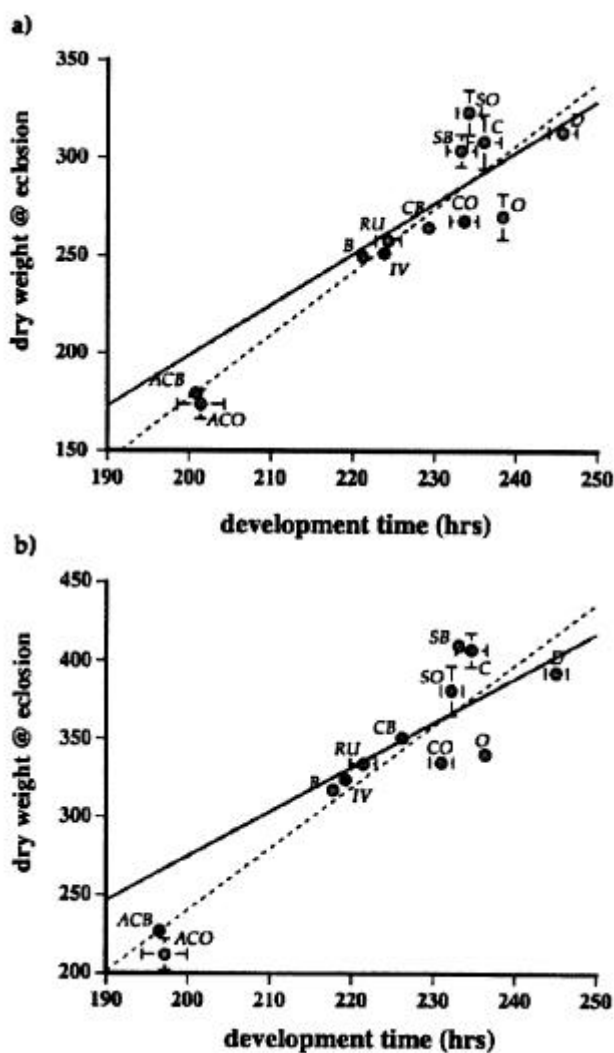 a)
350
300
250
200
150
dry weight @ eclosion
SO
C
SB
D
CB
CO
O
RU
B
IV
ACB
ACO
190 200 210 220 230 240 250
development time (hrs)
b)
450
400
350
300
250
200
dry weight @ eclosion
SB
C
SO
D
CB
O
RU
CO
B
IV
ACB
ACO
190 200 210 220 230 240 250
development time (hrs)